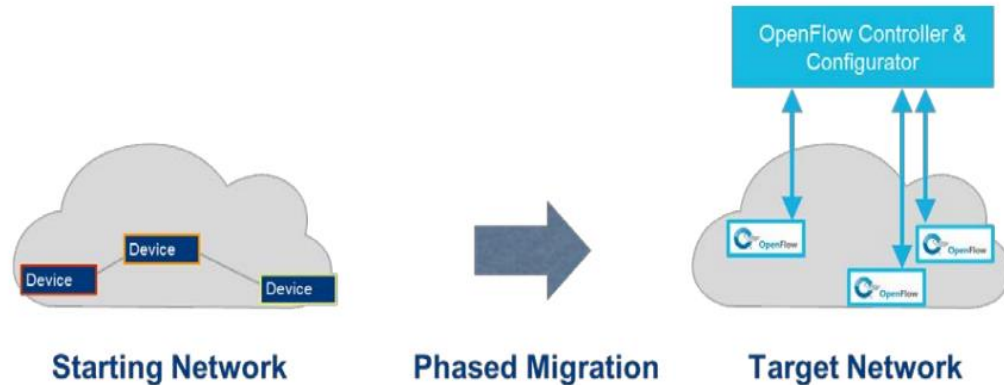 OpenFlow Controller &
Configurator
Device
Device
Device
OpenFlow
OpenFlow
OpenFlow
Starting Network
Phased Migration
Target Network